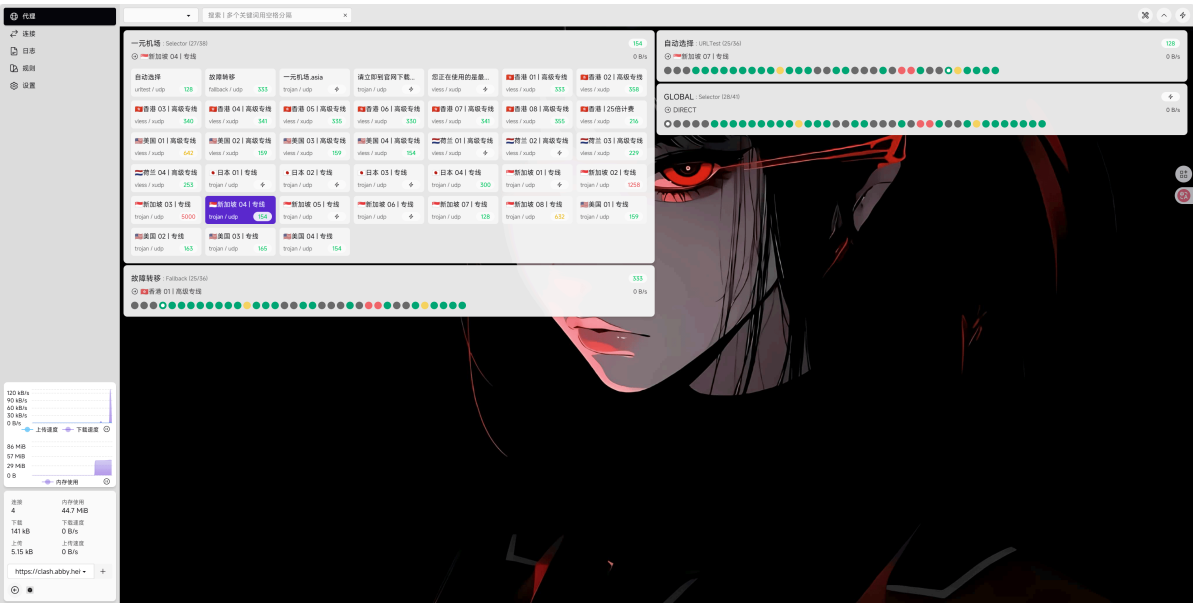 代理
连接
日志
规则
设置
搜索 | 多个关键词用空格分隔
一元机场 : Selector (27/38)
154
新加坡 04 | 专线
0 B/s
自动选择
urltest / udp 128
故障转移
fallback / udp 333
一元机场.asia
trojan / udp
请立即到官网下载...
trojan / udp
您正在使用的是最...
vless / xudp
香港 01 | 高级专线
vless / xudp 333
香港 02 | 高级专线
vless / xudp 358
香港 03 | 高级专线
vless / xudp 340
香港 04 | 高级专线
vless / xudp 341
香港 05 | 高级专线
vless / xudp 335
香港 06 | 高级专线
vless / xudp 330
香港 07 | 高级专线
vless / xudp 341
香港 08 | 高级专线
vless / xudp 355
香港 | 25倍计费
vless / xudp 216
美国 01 | 高级专线
vless / xudp 642
美国 02 | 高级专线
vless / xudp 159
美国 03 | 高级专线
vless / xudp 159
美国 04 | 高级专线
vless / xudp 154
荷兰 01 | 高级专线
vless / xudp
荷兰 02 | 高级专线
vless / xudp
荷兰 03 | 高级专线
vless / xudp 229
荷兰 04 | 高级专线
vless / xudp 253
日本 01 | 专线
trojan / udp
日本 02 | 专线
trojan / udp
日本 03 | 专线
trojan / udp
日本 04 | 专线
trojan / udp 300
新加坡 01 | 专线
trojan / udp
新加坡 02 | 专线
trojan / udp 1258
新加坡 03 | 专线
trojan / udp 5000
新加坡 04 | 专线
trojan / udp 154
新加坡 05 | 专线
trojan / udp
新加坡 06 | 专线
trojan / udp
新加坡 07 | 专线
trojan / udp 128
新加坡 08 | 专线
trojan / udp 632
美国 01 | 专线
trojan / udp 159
美国 02 | 专线
trojan / udp 163
美国 03 | 专线
trojan / udp 165
美国 04 | 专线
trojan / udp 154
故障转移 : Fallback (25/36)
333
香港 01 | 高级专线
0 B/s
自动选择 : URLTest (25/36)
128
新加坡 07 | 专线
0 B/s
GLOBAL : Selector (28/41)
DIRECT
0 B/s
120 kB/s
90 kB/s
60 kB/s
30 kB/s
0 B/s
上传速度 下载速度
86 MiB
57 MiB
29 MiB
0 B
内存使用
连接 内存使用
4 44.7 MiB
下载 下载速度
141 kB 0 B/s
上传 上传速度
5.15 kB 0 B/s
https://clash.abby.hei